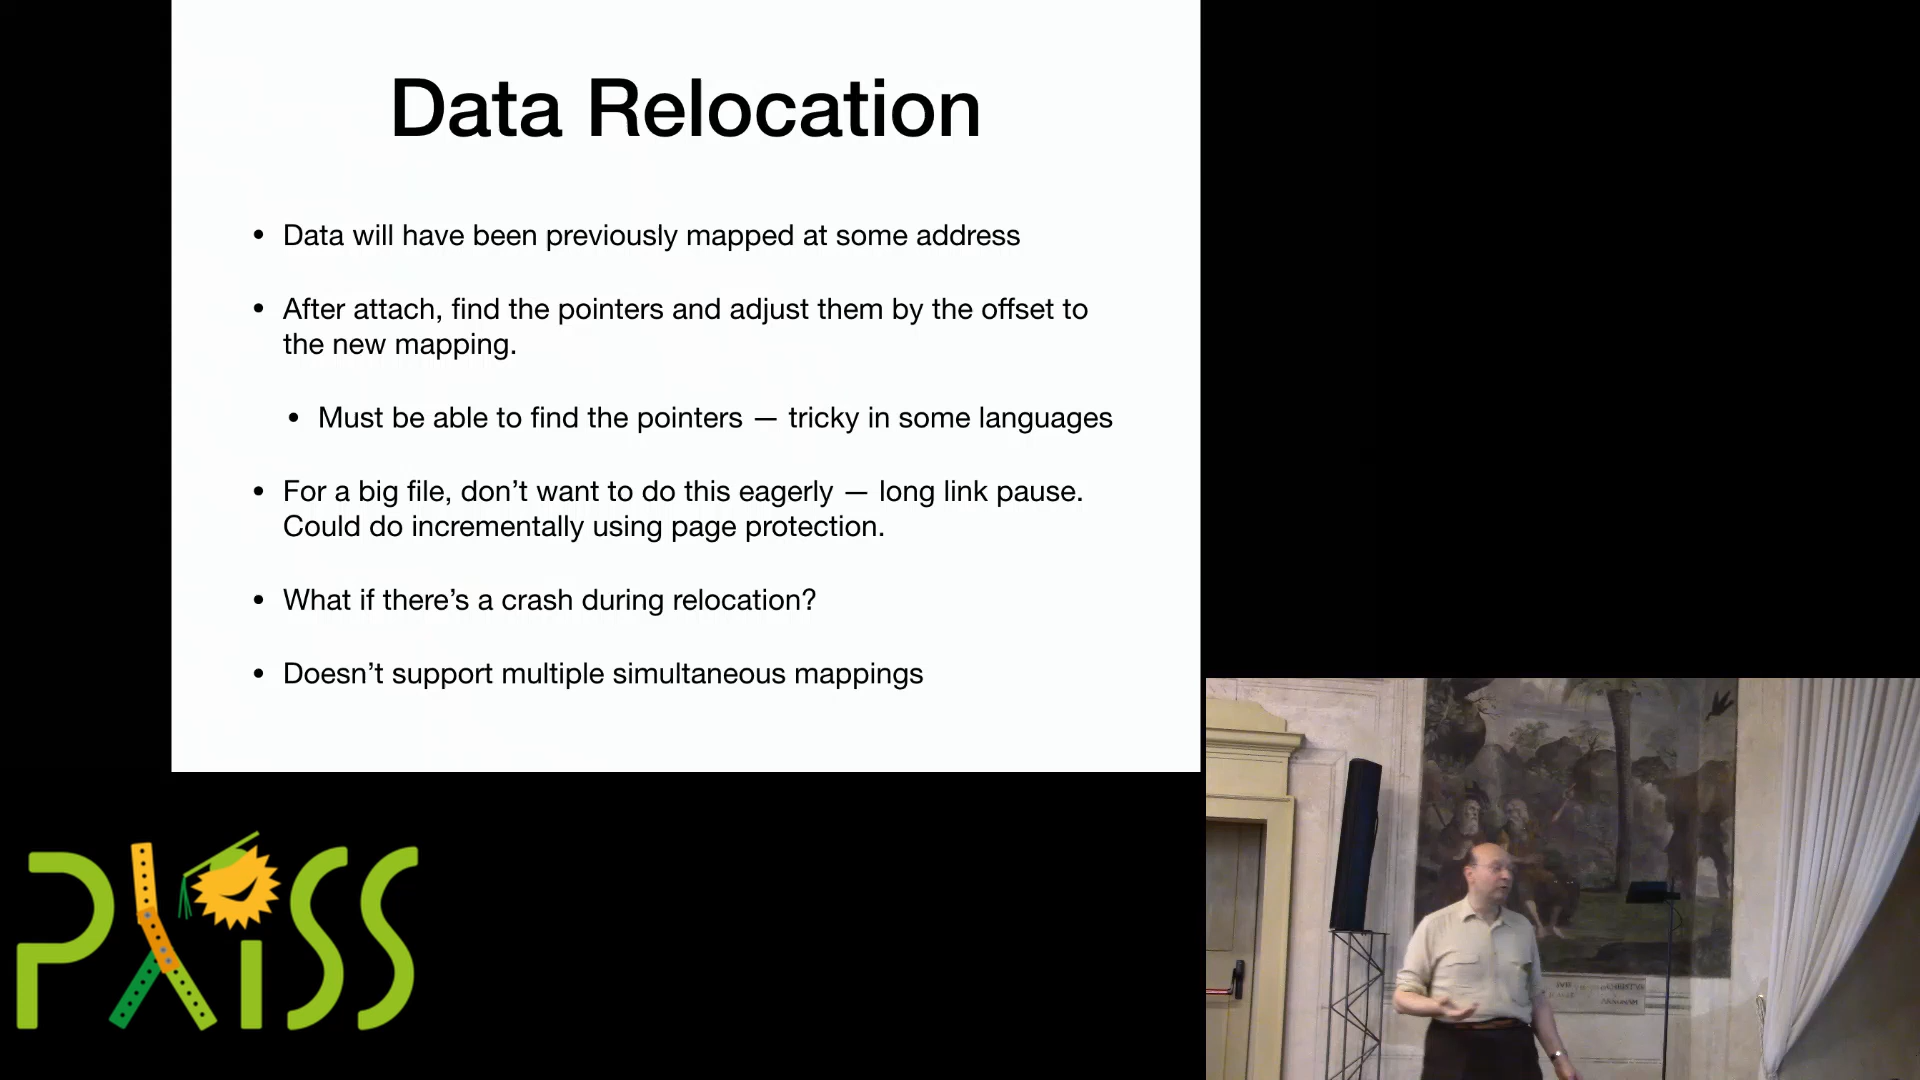 Data Relocation
• Data will have been previously mapped at some address
• After attach, find the pointers and adjust them by the offset to
the new mapping.
• Must be able to find the pointers — tricky in some languages
• For a big file, don’t want to do this eagerly — long link pause.
Could do incrementally using page protection.
• What if there’s a crash during relocation?
• Doesn’t support multiple simultaneous mappings
PLISS